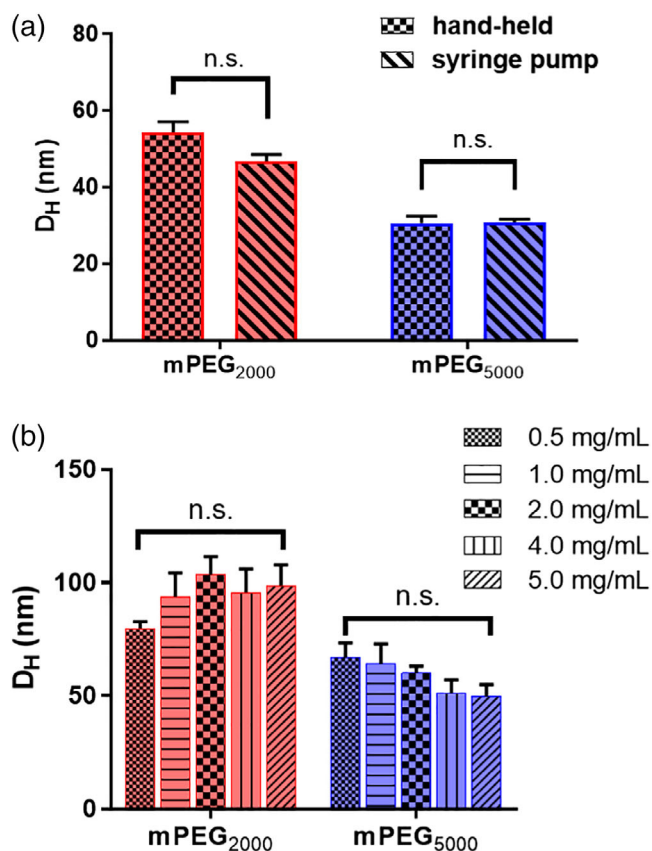 (a)
80
60
40
20
0
D_H (nm)
n.s.
n.s.
hand-held
syringe pump
mPEG₂₀₀₀
mPEG₅₀₀₀
(b)
150
100
50
0
D_H (nm)
n.s.
n.s.
0.5 mg/mL
1.0 mg/mL
2.0 mg/mL
4.0 mg/mL
5.0 mg/mL
mPEG₂₀₀₀
mPEG₅₀₀₀